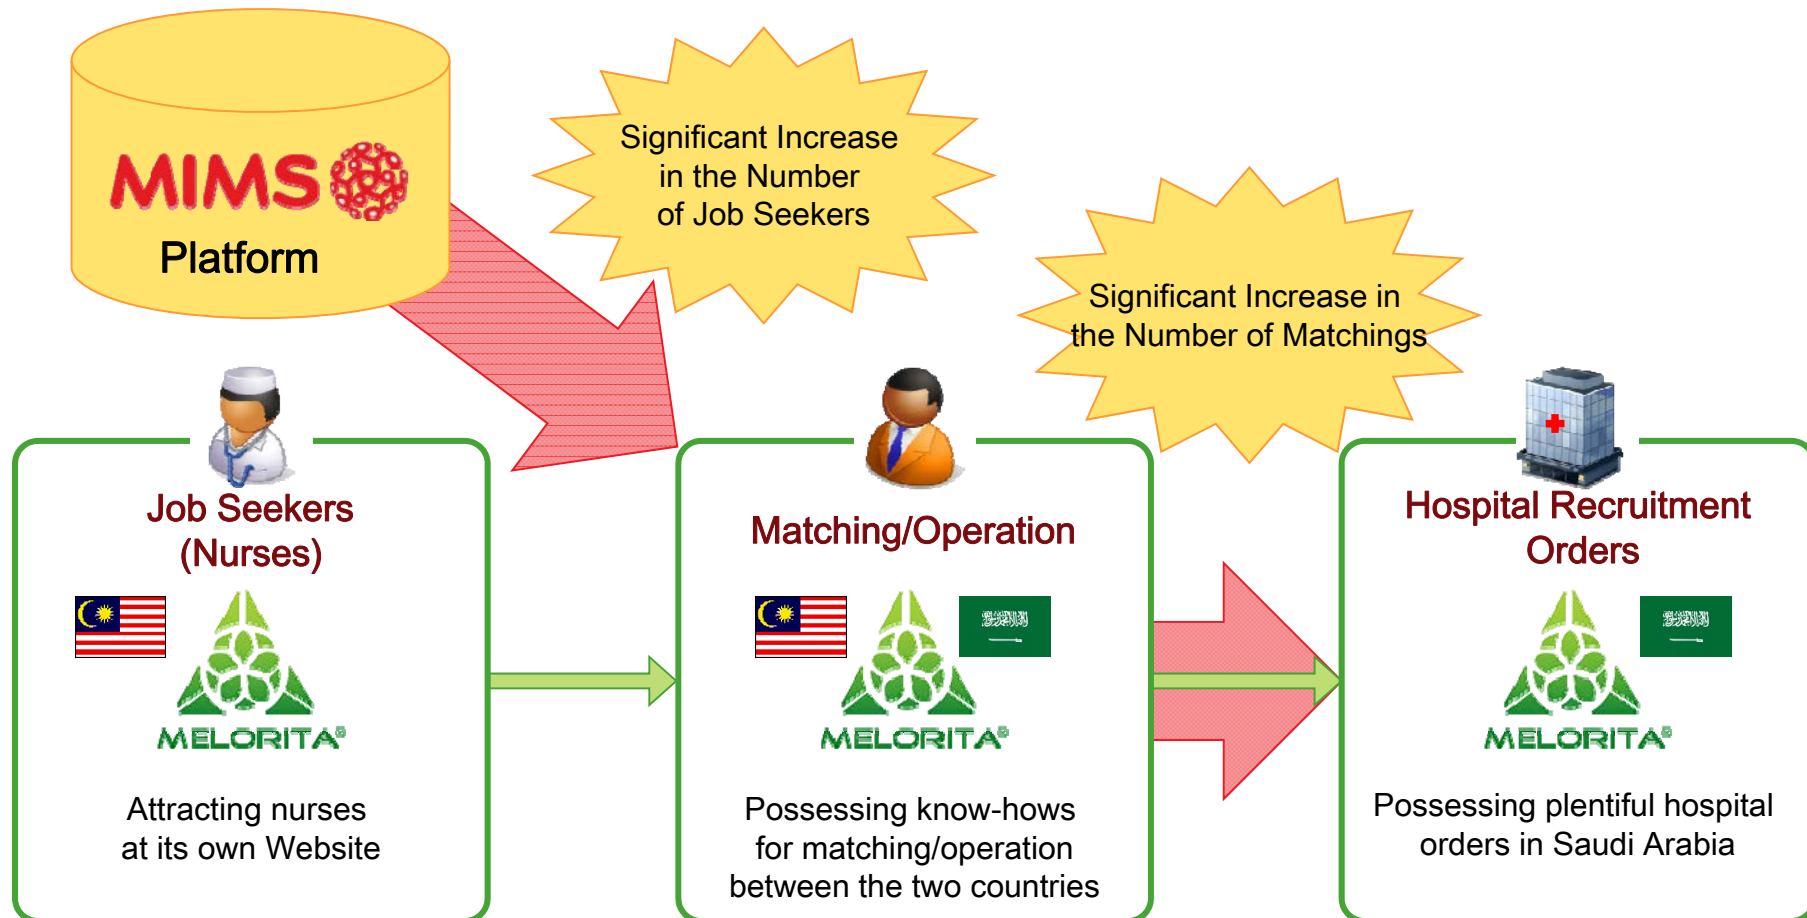 MIMS
Platform
Significant Increase
in the Number
of Job Seekers
Significant Increase in
the Number of Matchings
Job Seekers
(Nurses)
MELORITA®
Attracting nurses
at its own Website
Matching/Operation
MELORITA®
Possessing know-hows
for matching/operation
between the two countries
Hospital Recruitment
Orders
MELORITA®
Possessing plentiful hospital
orders in Saudi Arabia